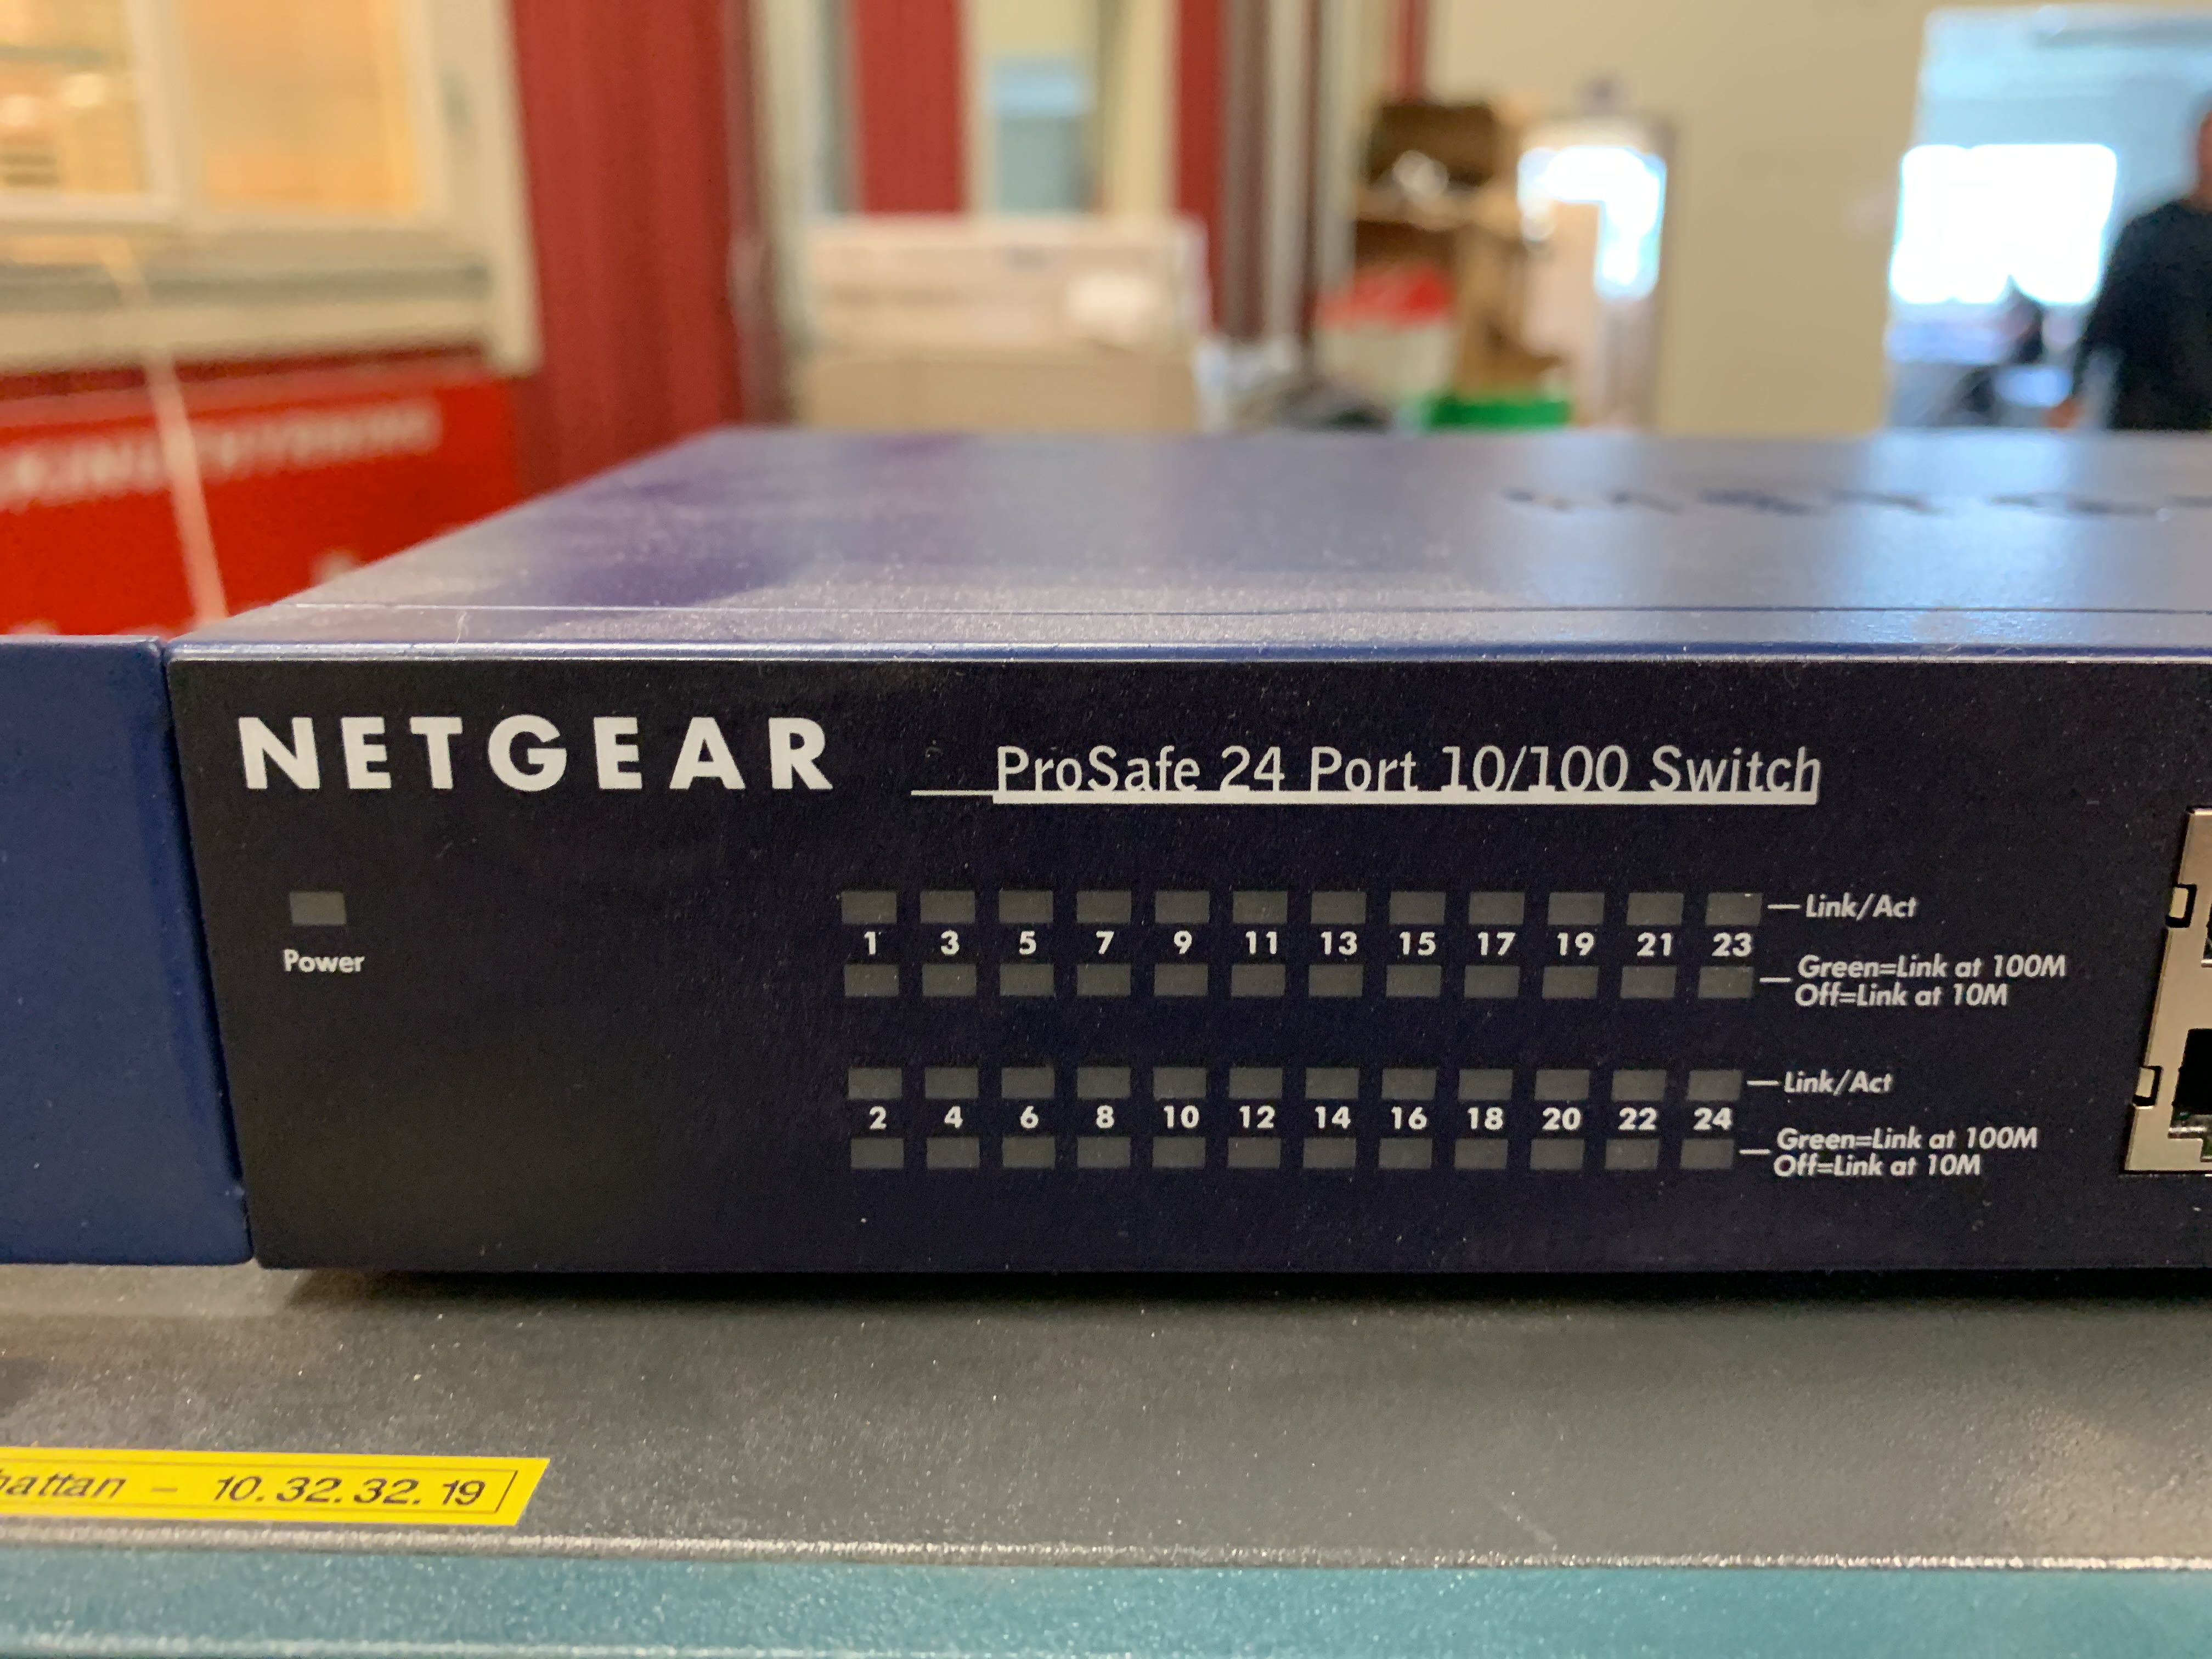 NETGEAR
ProSafe 24 Port 10/100 Switch
Power
1 3 5 7 9 11 13 15 17 19 21 23
Link/Act
Green=Link at 100M
Off=Link at 10M
2 4 6 8 10 12 14 16 18 20 22 24
Link/Act
Green=Link at 100M
Off=Link at 10M
hattan - 10.32.32.19